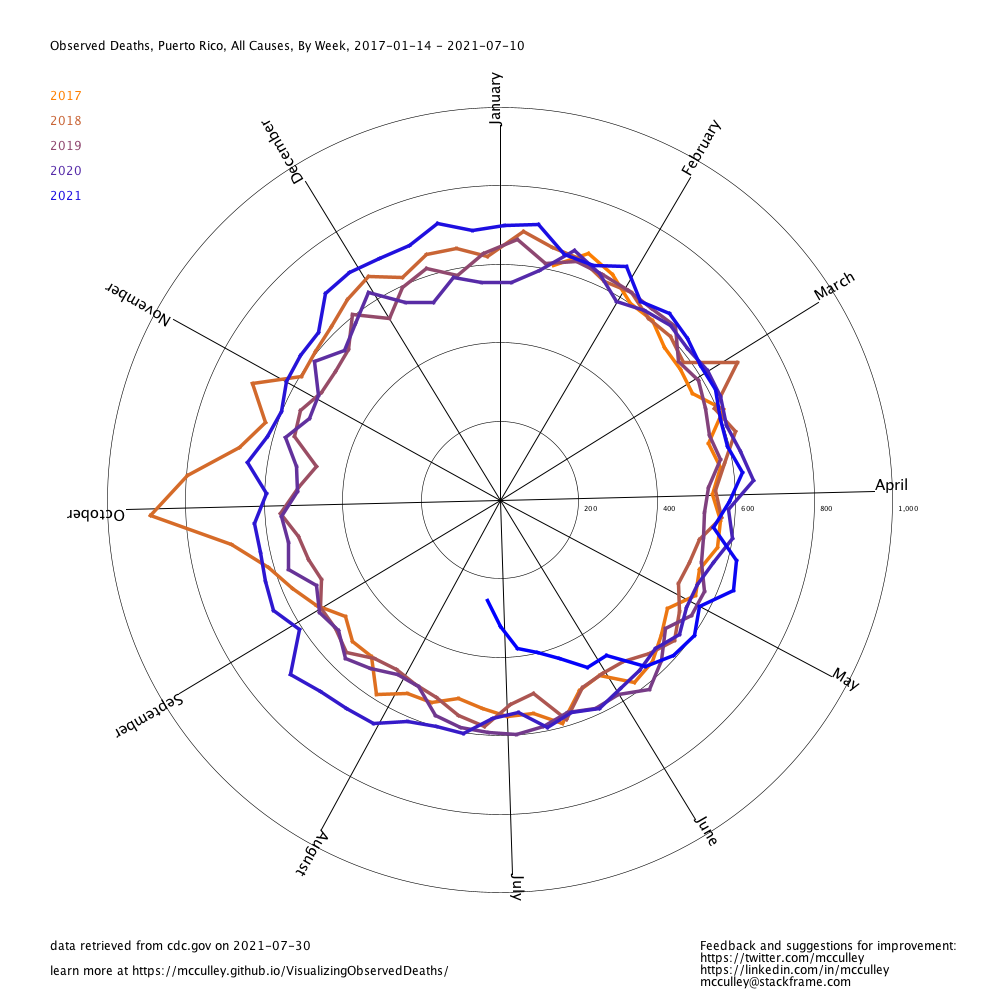 Observed Deaths, Puerto Rico, All Causes, By Week, 2017-01-14 - 2021-07-10
2017
2018
2019
2020
2021
January
February
March
April
May
June
July
August
September
October
November
December
200
400
600
800
1,000
data retrieved from cdc.gov on 2021-07-30
learn more at https://mcculley.github.io/VisualizingObservedDeaths/
Feedback and suggestions for improvement:
https://twitter.com/mcculley
https://linkedin.com/in/mcculley
mcculley@stackframe.com